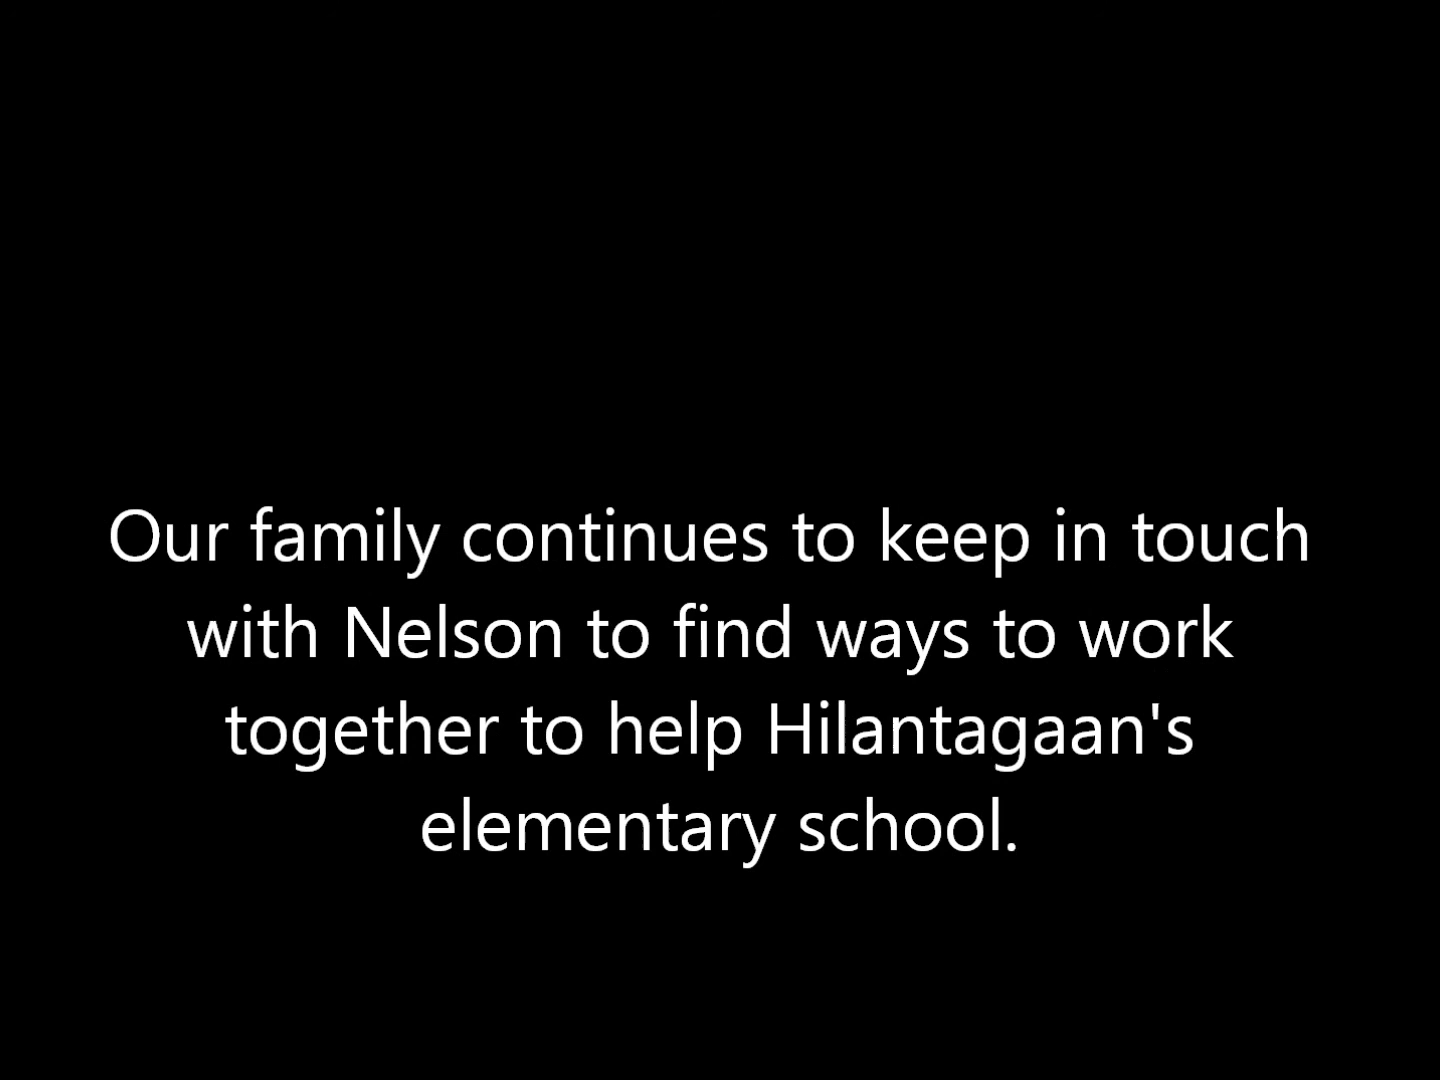 Our family continues to keep in touch
with Nelson to find ways to work
together to help Hilantagaan's
elementary school.